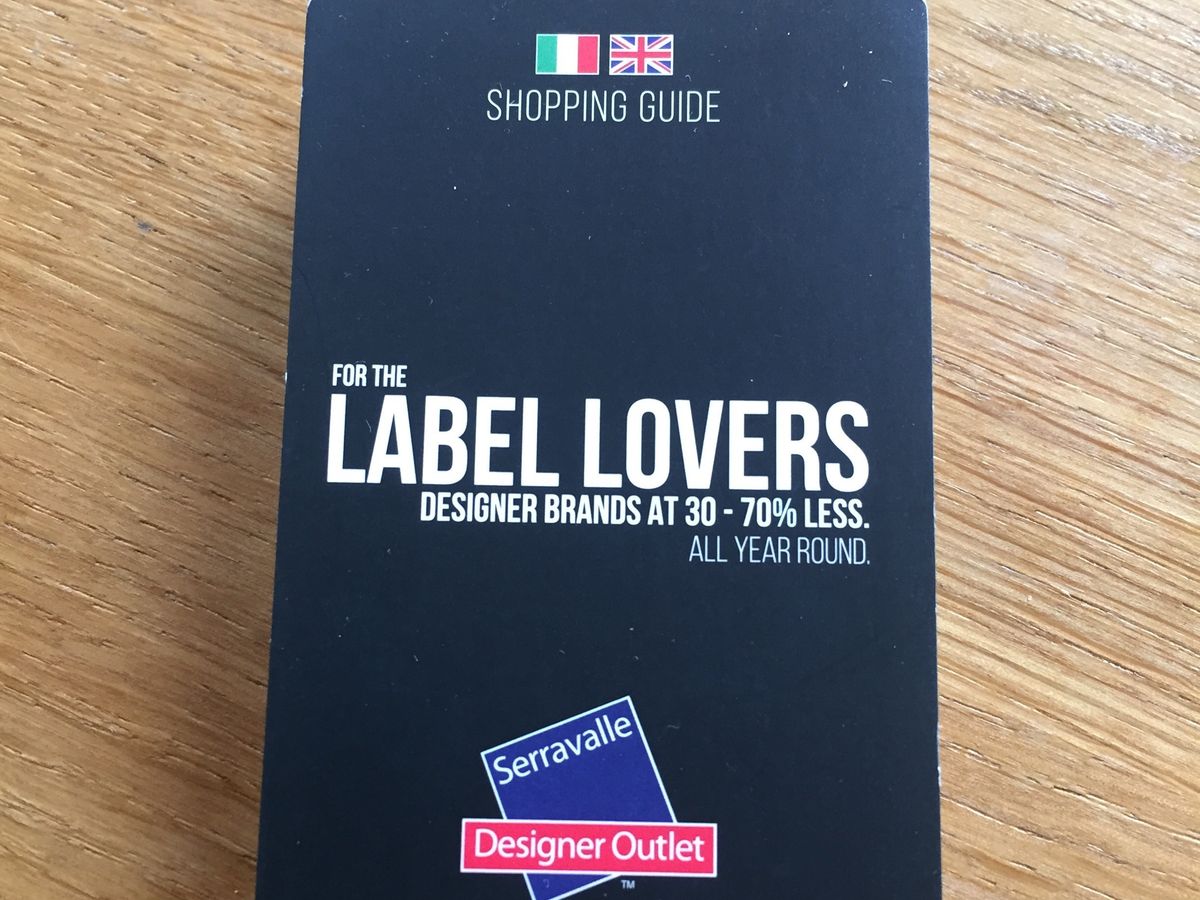 SHOPPING GUIDE
FOR THE
LABEL LOVERS
DESIGNER BRANDS AT 30 - 70% LESS.
ALL YEAR ROUND.
Serravalle
Designer Outlet
TM